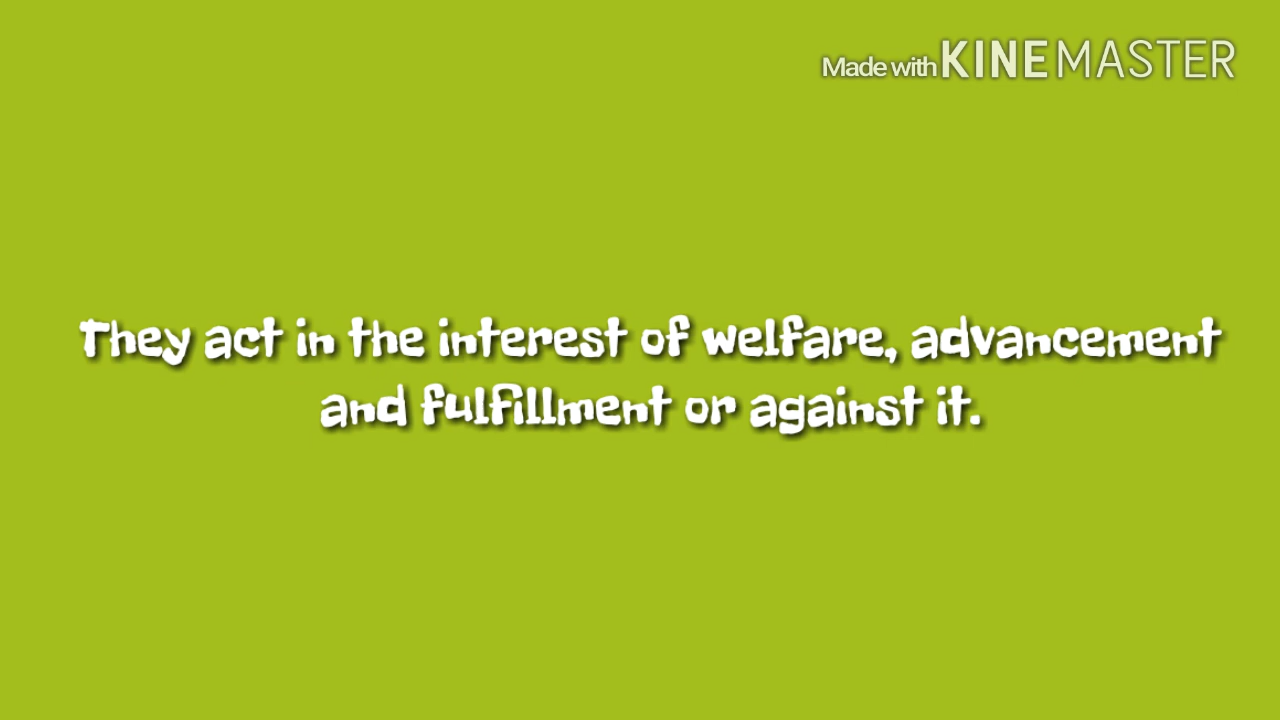 Made with KINEMASTER
They act in the interest of welfare, advancement
and fulfillment or against it.